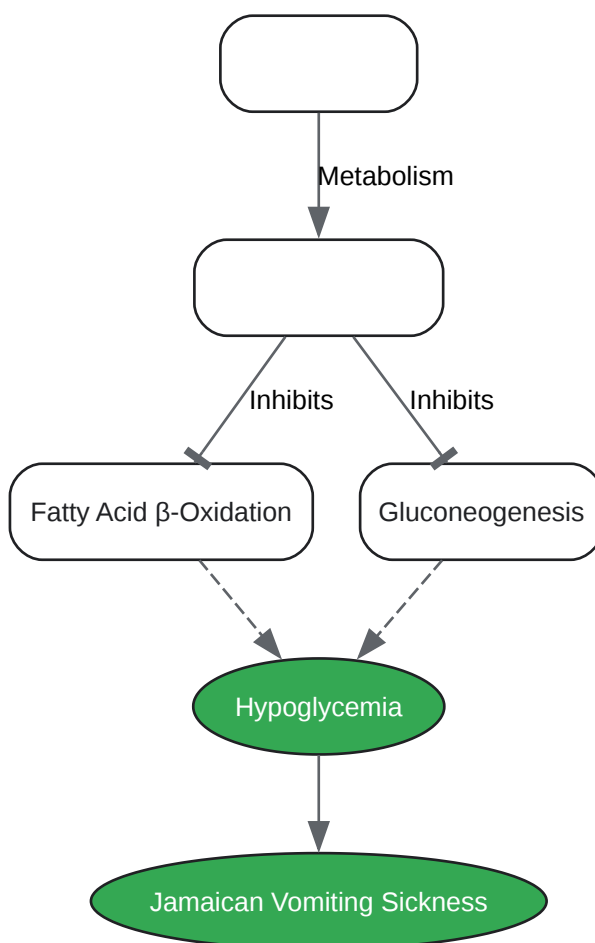 Metabolism
Inhibits
Inhibits
Fatty Acid β-Oxidation
Gluconeogenesis
Hypoglycemia
Jamaican Vomiting Sickness